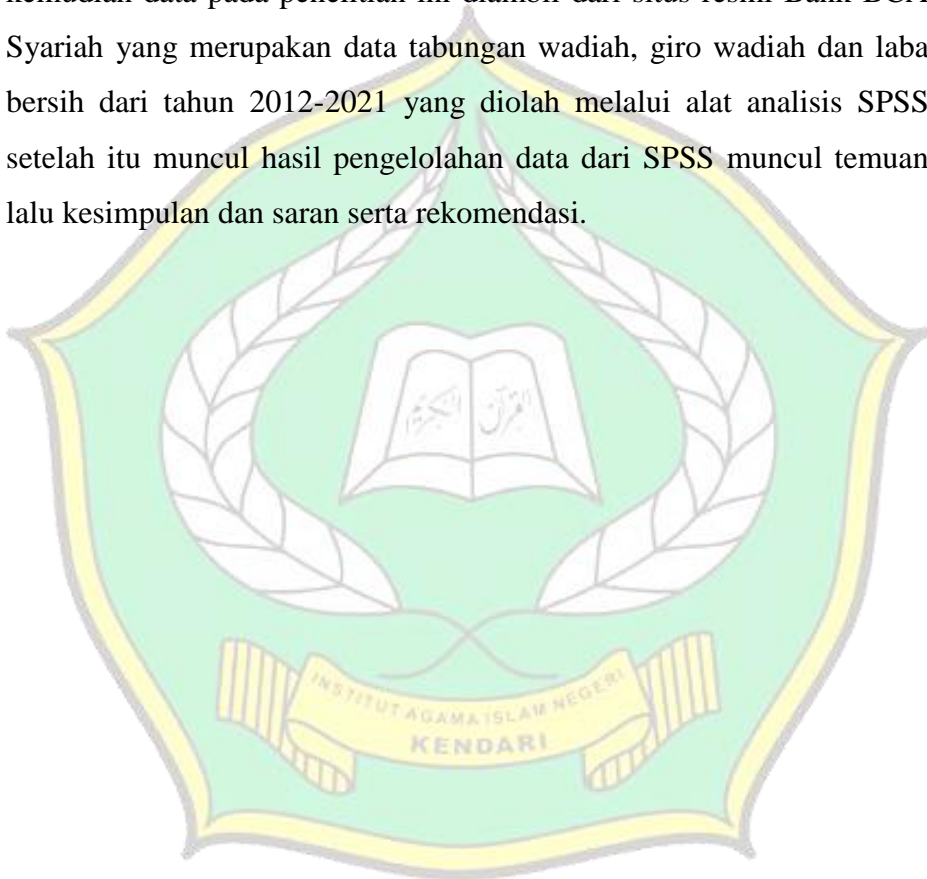 kemudian data pada penelitian ini diambil dari situs resmi Bank BCA
Syariah yang merupakan data tabungan wadiah, giro wadiah dan laba
bersih dari tahun 2012-2021 yang diolah melalui alat analisis SPSS
setelah itu muncul hasil pengelolahan data dari SPSS muncul temuan
lalu kesimpulan dan saran serta rekomendasi.
القرآن الكريم
INSTITUT AGAMA ISLAM NEGERI
KENDARI